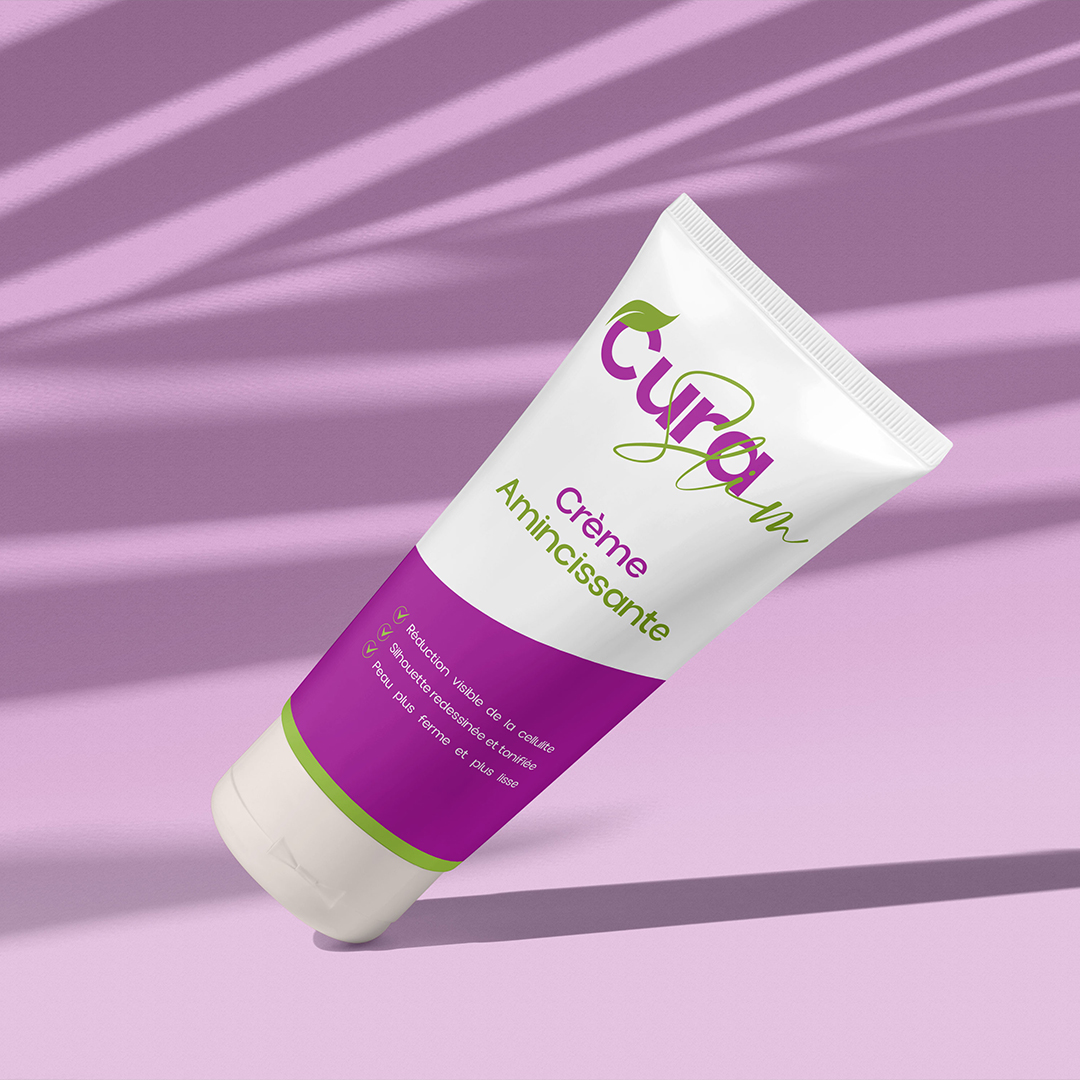 Cura
Slim
Crème
Amincissante
Réduction visible de la cellulite
Silhouette redessinée et tonifiée
Peau plus ferme et plus lisse